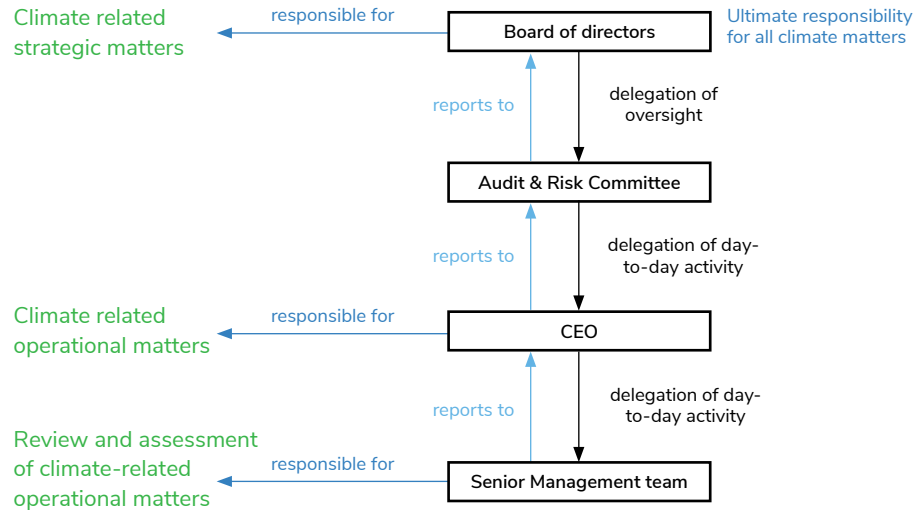 Climate related
strategic matters
responsible for
Board of directors
Ultimate responsibility
for all climate matters
reports to
delegation of
oversight
Audit & Risk Committee
reports to
delegation of day-
to-day activity
Climate related
operational matters
responsible for
CEO
reports to
delegation of day-
to-day activity
Review and assessment
of climate-related
operational matters
responsible for
Senior Management team